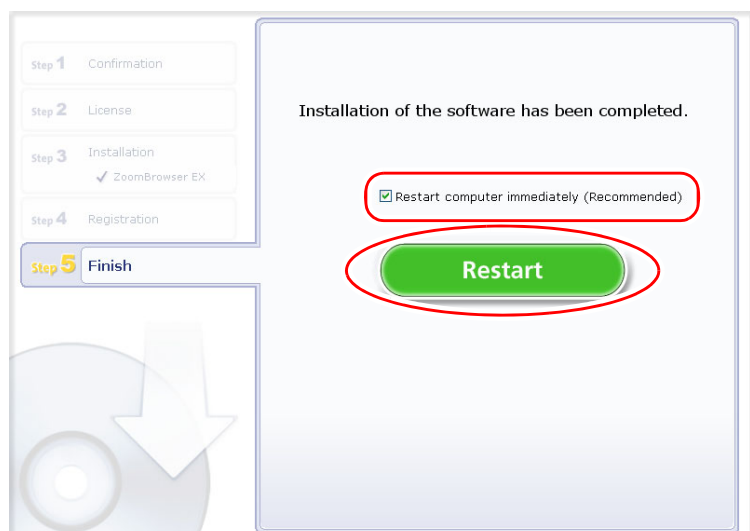 Step 1 Confirmation
Step 2 License
Step 3 Installation
ZoomBrowser EX
Step 4 Registration
Step 5 Finish
Installation of the software has been completed.
Restart computer immediately (Recommended)
Restart